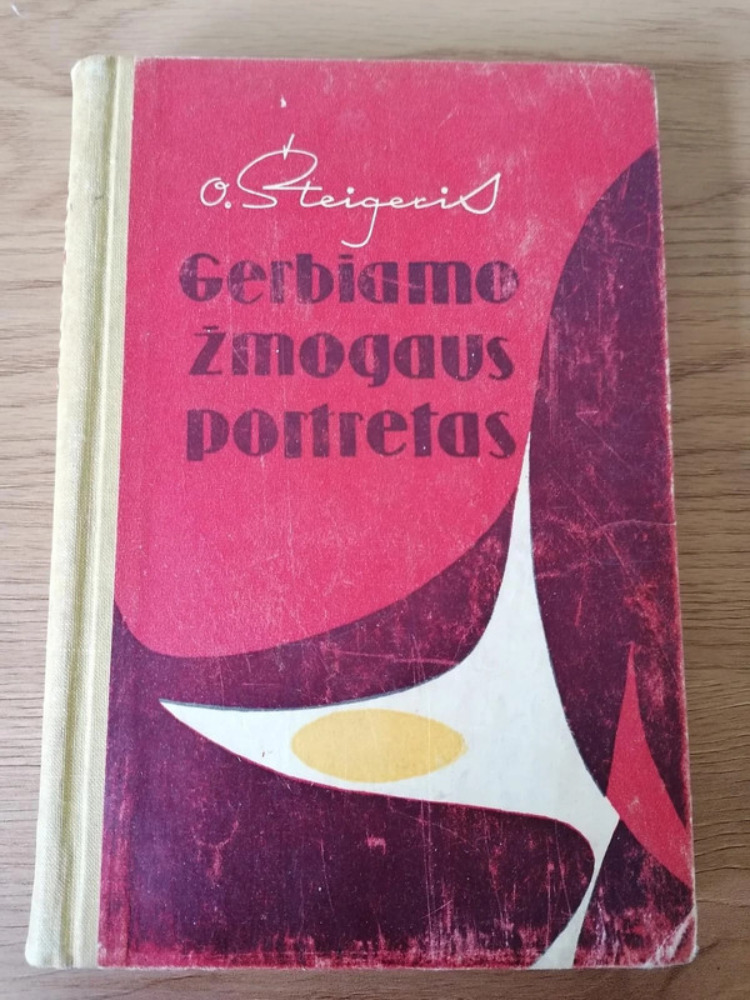 O. Šteigeris
Gerbiamo
žmogaus
portretas